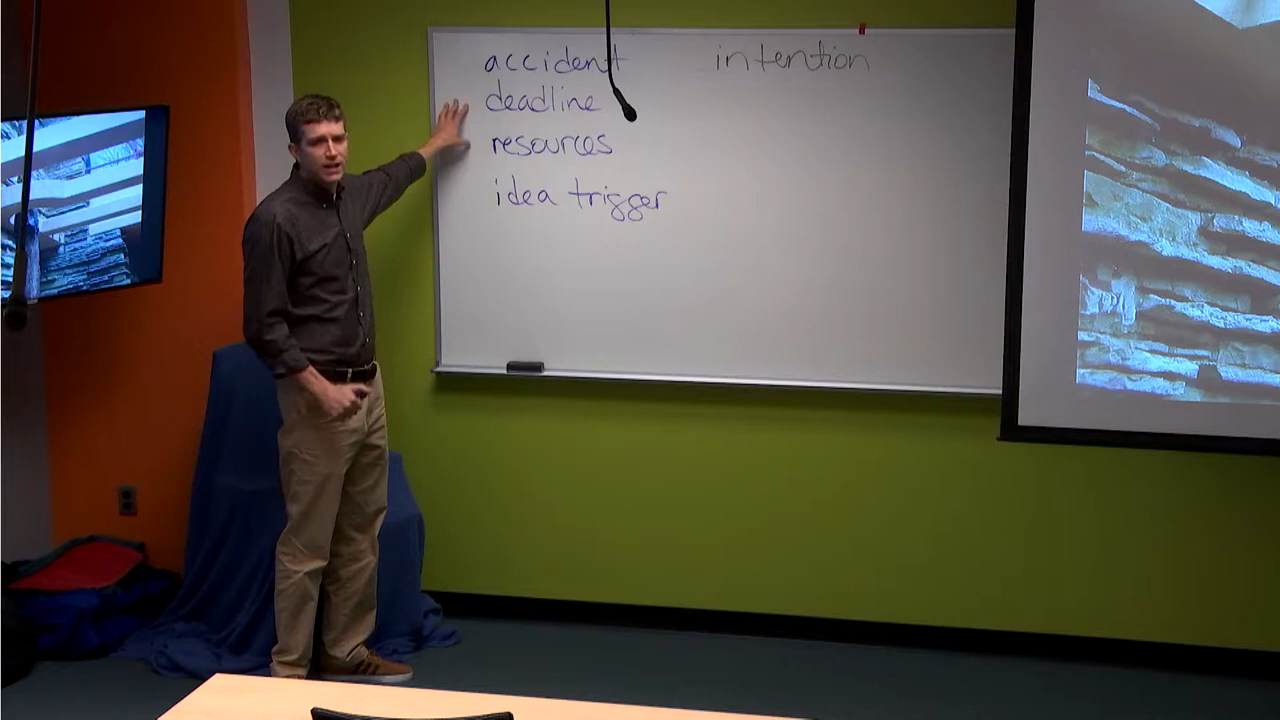 accident intention
deadline
resources
idea trigger